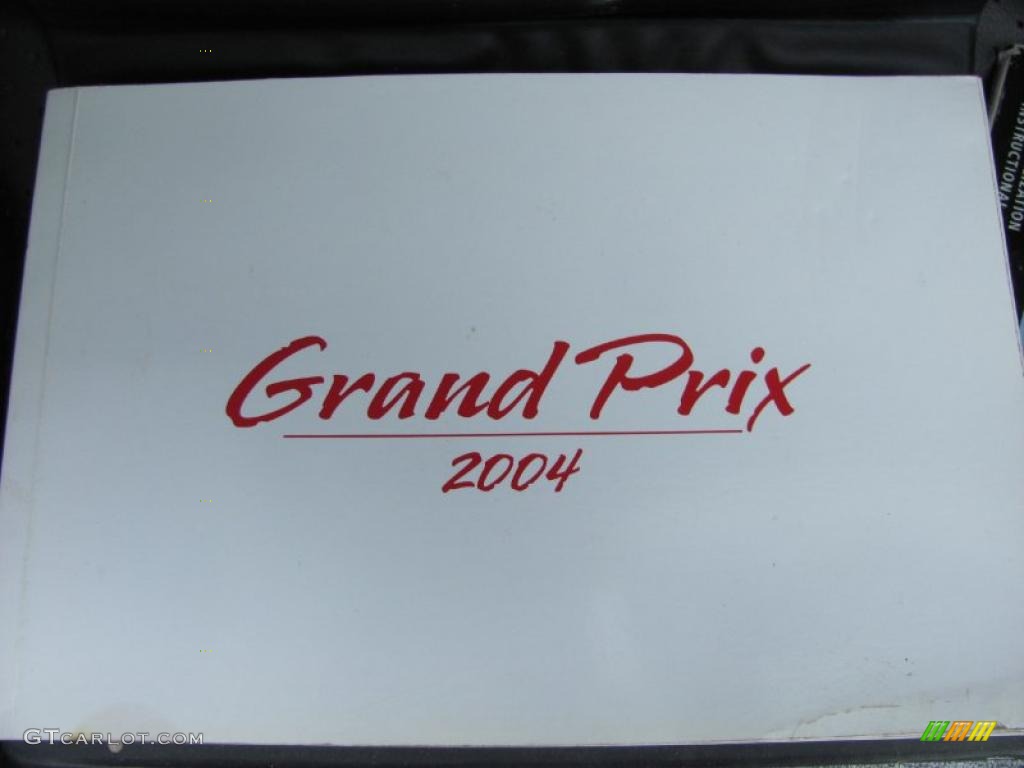 Grand Prix
2004
INSTRUCTIONAL
GTCARLOT.COM